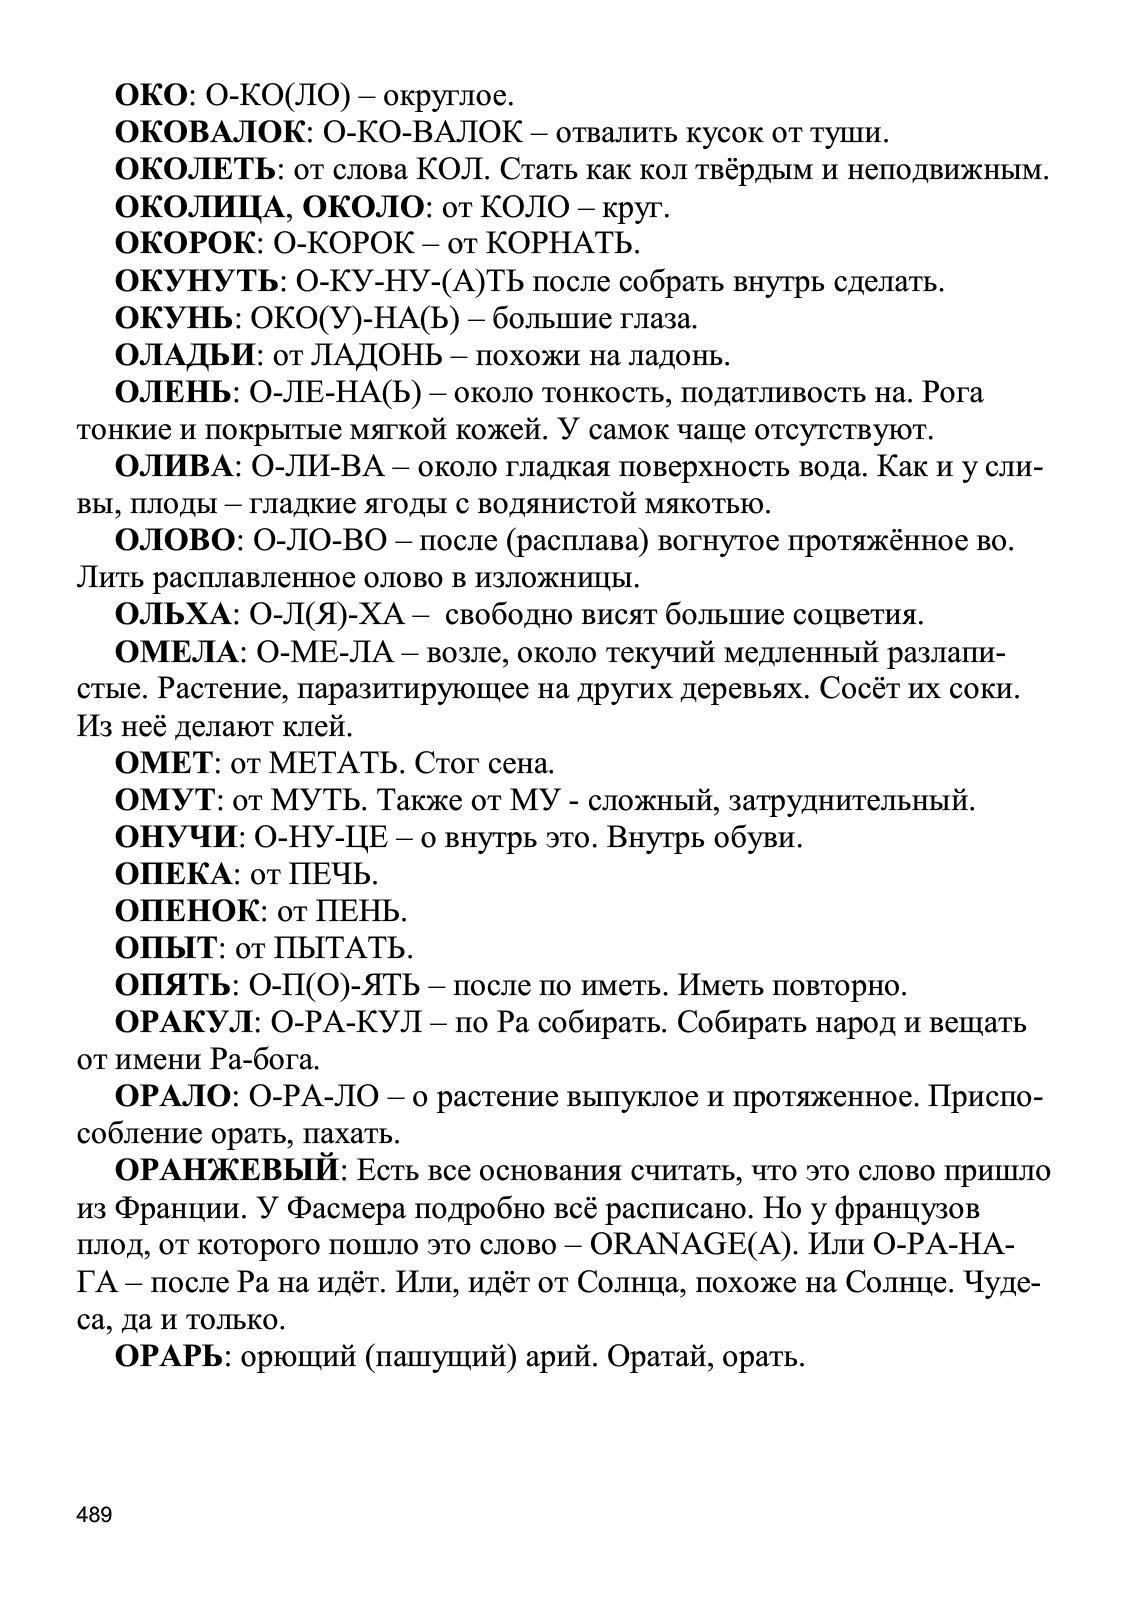 ОКО: О-КО(ЛО) – округлое.
ОКОВАЛОК: О-КО-ВАЛОК – отвалить кусок от туши.
ОКОЛЕТЬ: от слова КОЛ. Стать как кол твёрдым и неподвижным.
ОКОЛИЦА, ОКОЛО: от КОЛО – круг.
ОКОРОК: О-КОРОК – от КОРНАТЬ.
ОКУНУТЬ: О-КУ-НУ-(А)ТЬ после собрать внутрь сделать.
ОКУНЬ: ОКО(У)-НА(Ь) – большие глаза.
ОЛАДЬИ: от ЛАДОНЬ – похожи на ладонь.
ОЛЕНЬ: О-ЛЕ-НА(Ь) – около тонкость, податливость на. Рога
тонкие и покрытые мягкой кожей. У самок чаще отсутствуют.
ОЛИВА: О-ЛИ-ВА – около гладкая поверхность вода. Как и у сли-
вы, плоды – гладкие ягоды с водянистой мякотью.
ОЛОВО: О-ЛО-ВО – после (расплава) вогнутое протяжённое во.
Лить расплавленное олово в изложницы.
ОЛЬХА: О-Л(Я)-ХА –  свободно висят большие соцветия.
ОМЕЛА: О-МЕ-ЛА – возле, около текучий медленный разлапи-
стые. Растение, паразитирующее на других деревьях. Сосёт их соки.
Из неё делают клей.
ОМЕТ: от МЕТАТЬ. Стог сена.
ОМУТ: от МУТЬ. Также от МУ - сложный, затруднительный.
ОНУЧИ: О-НУ-ЦЕ – о внутрь это. Внутрь обуви.
ОПЕКА: от ПЕЧЬ.
ОПЕНОК: от ПЕНЬ.
ОПЫТ: от ПЫТАТЬ.
ОПЯТЬ: О-П(О)-ЯТЬ – после по иметь. Иметь повторно.
ОРАКУЛ: О-РА-КУЛ – по Ра собирать. Собирать народ и вещать
от имени Ра-бога.
ОРАЛО: О-РА-ЛО – о растение выпуклое и протяженное. Приспо-
собление орать, пахать.
ОРАНЖЕВЫЙ: Есть все основания считать, что это слово пришло
из Франции. У Фасмера подробно всё расписано. Но у французов
плод, от которого пошло это слово – ORANAGE(A). Или О-РА-НА-
ГА – после Ра на идёт. Или, идёт от Солнца, похоже на Солнце. Чуде-
са, да и только.
ОРАРЬ: орющий (пашущий) арий. Оратай, орать.
489